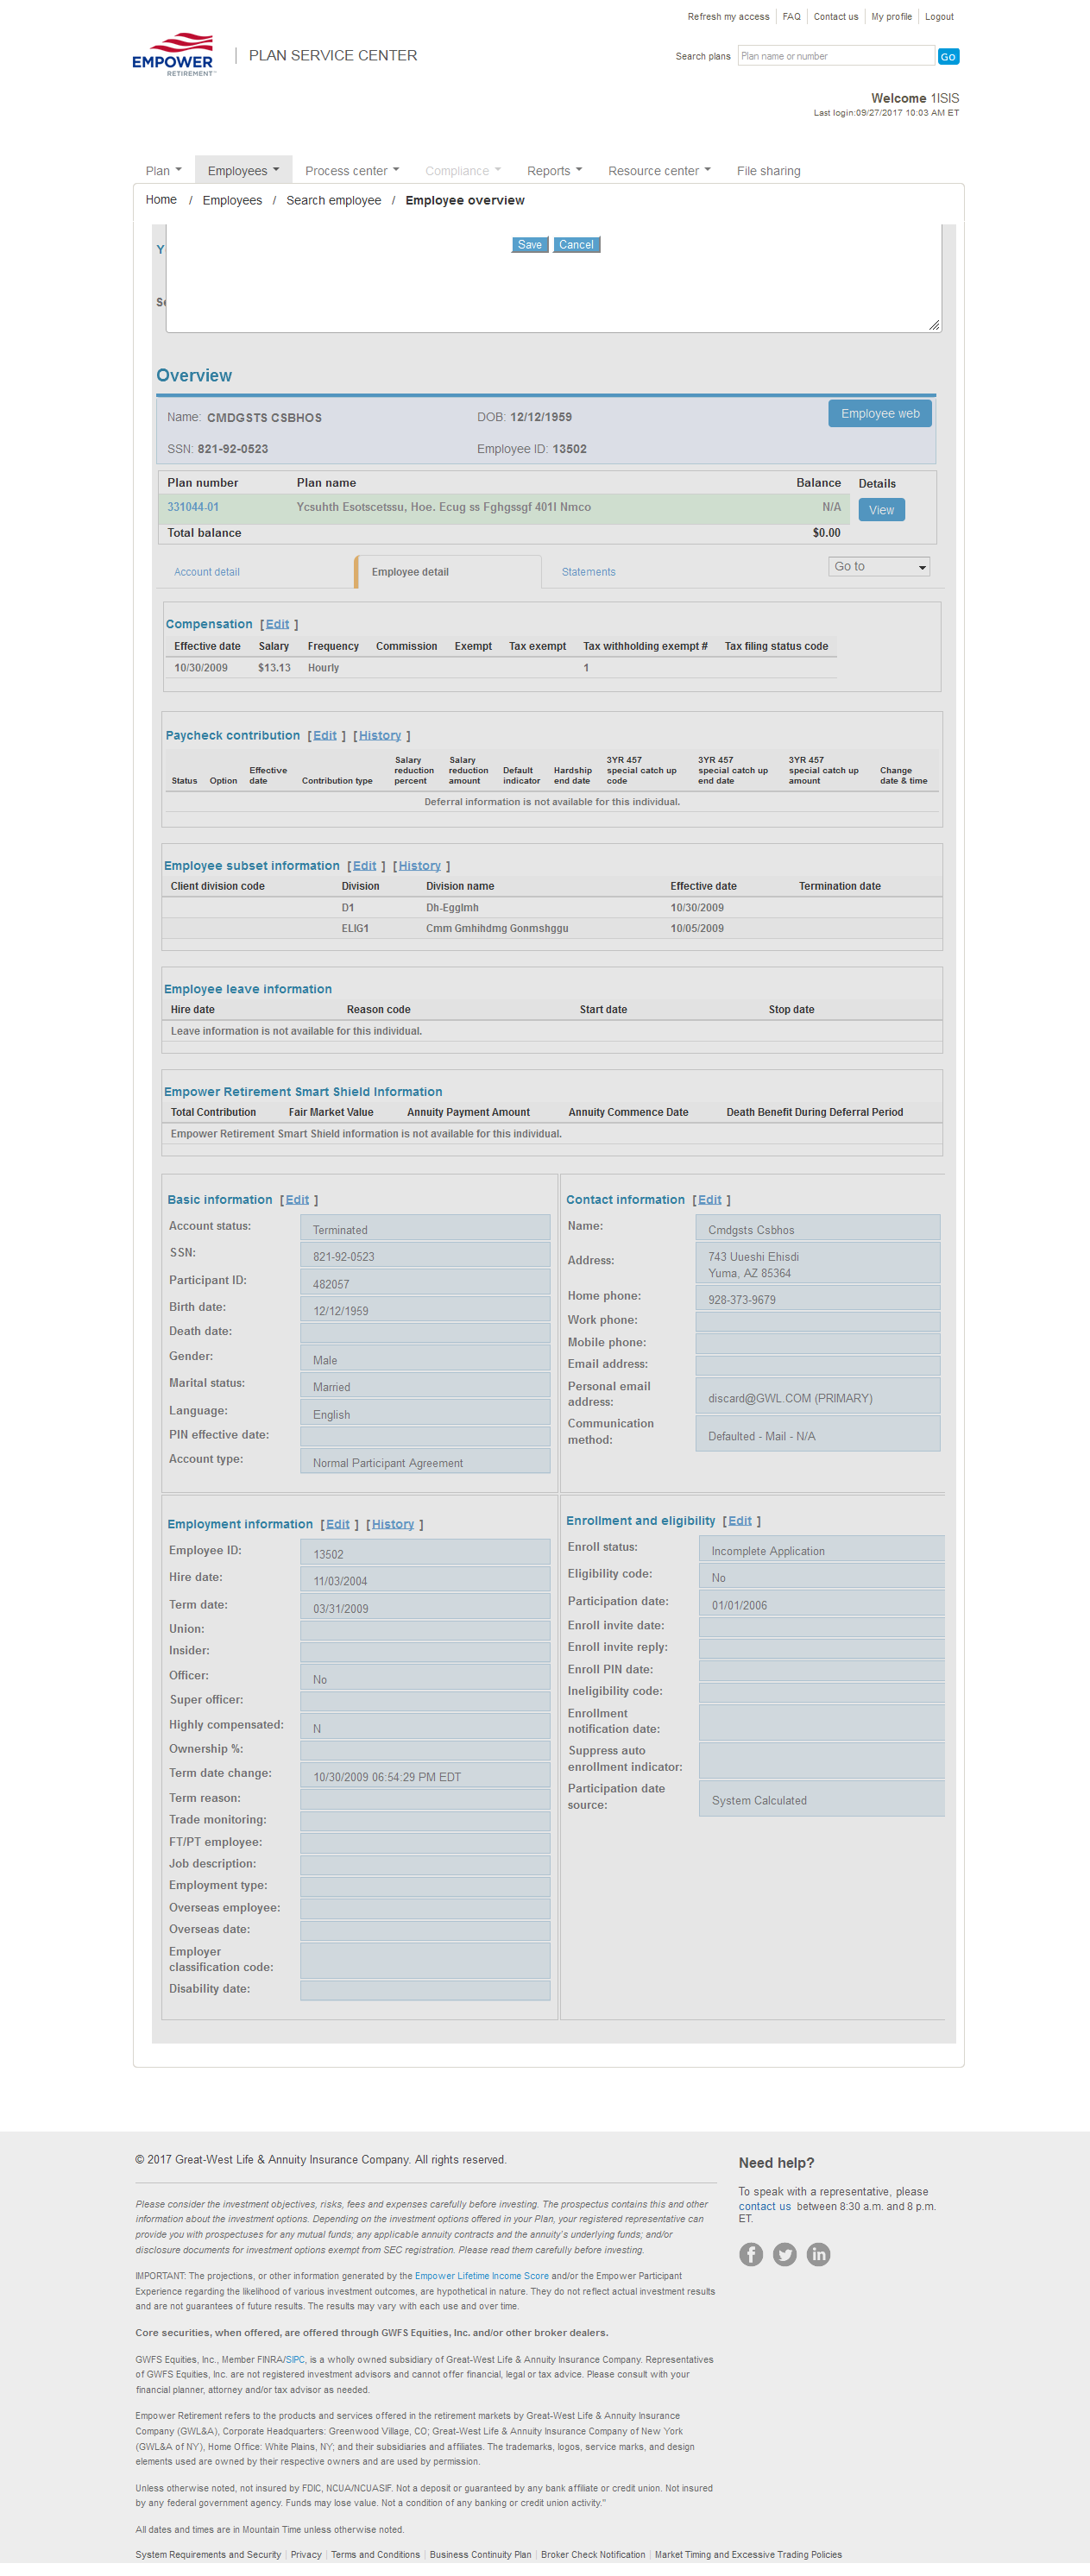 Refresh my access FAQ Contact us My profile Logout
EMPOWER
RETIREMENT
PLAN SERVICE CENTER
Search plans Plan name or number Go
Welcome 1ISIS
Last login:09/27/2017 10:03 AM ET
Plan Employees Process center Compliance Reports Resource center File sharing
Home / Employees / Search employee / Employee overview
Y
Save Cancel
Se
Overview
Name: CMDGSTS CSBHOS DOB: 12/12/1959 Employee web
SSN: 821-92-0523 Employee ID: 13502
Plan number Plan name Balance Details
331044-01 Ycsuhth Esotscetssu, Hoe. Ecug ss Fghgssgf 401l Nmco N/A View
Total balance $0.00
Account detail Employee detail Statements Go to
Compensation [ Edit ]
Effective date Salary Frequency Commission Exempt Tax exempt Tax withholding exempt # Tax filing status code
10/30/2009 $13.13 Hourly 1
Paycheck contribution [ Edit ] [ History ]
Status Option Effective date Contribution type Salary reduction percent Salary reduction amount Default indicator Hardship end date 3YR 457 special catch up code 3YR 457 special catch up end date 3YR 457 special catch up amount Change date & time
Deferral information is not available for this individual.
Employee subset information [ Edit ] [ History ]
Client division code Division Division name Effective date Termination date
D1 Dh-Egglmh 10/30/2009
ELIG1 Cmm Gmhihdmg Gonmshggu 10/05/2009
Employee leave information
Hire date Reason code Start date Stop date
Leave information is not available for this individual.
Empower Retirement Smart Shield Information
Total Contribution Fair Market Value Annuity Payment Amount Annuity Commence Date Death Benefit During Deferral Period
Empower Retirement Smart Shield information is not available for this individual.
Basic information [ Edit ]
Account status: Terminated
SSN: 821-92-0523
Participant ID: 482057
Birth date: 12/12/1959
Death date:
Gender: Male
Marital status: Married
Language: English
PIN effective date:
Account type: Normal Participant Agreement
Contact information [ Edit ]
Name: Cmdgsts Csbhos
Address: 743 Uueshi Ehisdi
Yuma, AZ 85364
Home phone: 928-373-9679
Work phone:
Mobile phone:
Email address:
Personal email
address: discard@GWL.COM (PRIMARY)
Communication
method: Defaulted - Mail - N/A
Employment information [ Edit ] [ History ]
Employee ID: 13502
Hire date: 11/03/2004
Term date: 03/31/2009
Union:
Insider:
Officer: No
Super officer:
Highly compensated: N
Ownership %:
Term date change: 10/30/2009 06:54:29 PM EDT
Term reason:
Trade monitoring:
FT/PT employee:
Job description:
Employment type:
Overseas employee:
Overseas date:
Employer
classification code:
Disability date:
Enrollment and eligibility [ Edit ]
Enroll status: Incomplete Application
Eligibility code: No
Participation date: 01/01/2006
Enroll invite date:
Enroll invite reply:
Enroll PIN date:
Ineligibility code:
Enrollment
notification date:
Suppress auto
enrollment indicator:
Participation date
source: System Calculated
© 2017 Great-West Life & Annuity Insurance Company. All rights reserved.
Please consider the investment objectives, risks, fees and expenses carefully before investing. The prospectus contains this and other
information about the investment options. Depending on the investment options offered in your Plan, your registered representative can
provide you with prospectuses for any mutual funds; any applicable annuity contracts and the annuity's underlying funds; and/or
disclosure documents for investment options exempt from SEC registration. Please read them carefully before investing.
IMPORTANT: The projections, or other information generated by the Empower Lifetime Income Score and/or the Empower Participant
Experience regarding the likelihood of various investment outcomes, are hypothetical in nature. They do not reflect actual investment results
and are not guarantees of future results. The results may vary with each use and over time.
Core securities, when offered, are offered through GWFS Equities, Inc. and/or other broker dealers.
GWFS Equities, Inc., Member FINRA/SIPC, is a wholly owned subsidiary of Great-West Life & Annuity Insurance Company. Representatives
of GWFS Equities, Inc. are not registered investment advisors and cannot offer financial, legal or tax advice. Please consult with your
financial planner, attorney and/or tax advisor as needed.
Empower Retirement refers to the products and services offered in the retirement markets by Great-West Life & Annuity Insurance
Company (GWL&A), Corporate Headquarters: Greenwood Village, CO; Great-West Life & Annuity Insurance Company of New York
(GWL&A of NY), Home Office: White Plains, NY; and their subsidiaries and affiliates. The trademarks, logos, service marks, and design
elements used are owned by their respective owners and are used by permission.
Unless otherwise noted, not insured by FDIC, NCUA/NCUASIF. Not a deposit or guaranteed by any bank affiliate or credit union. Not insured
by any federal government agency. Funds may lose value. Not a condition of any banking or credit union activity."
All dates and times are in Mountain Time unless otherwise noted.
System Requirements and Security Privacy Terms and Conditions Business Continuity Plan Broker Check Notification Market Timing and Excessive Trading Policies
Need help?
To speak with a representative, please
contact us between 8:30 a.m. and 8 p.m.
ET.